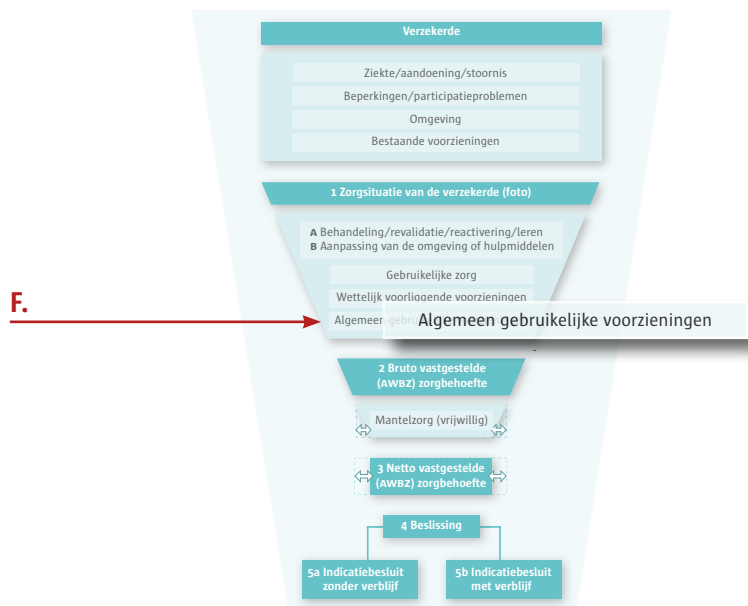 Verzekerde
Ziekte/aandoening/stoornis
Beperkingen/participatieproblemen
Omgeving
Bestaande voorzieningen
1 Zorgsituatie van de verzekerde (foto)
A Behandeling/revalidatie/reactivering/leren
B Aanpassing van de omgeving of hulpmiddelen
Gebruikelijke zorg
Wettelijk voorliggende voorzieningen
F.
Algemeen
Algemeen gebruikelijke voorzieningen
2 Bruto vastgestelde
(AWBZ) zorgbehoefte
Mantelzorg (vrijwillig)
3 Netto vastgestelde
(AWBZ) zorgbehoefte
4 Beslissing
5a Indicatiebesluit
zonder verblijf
5b Indicatiebesluit
met verblijf